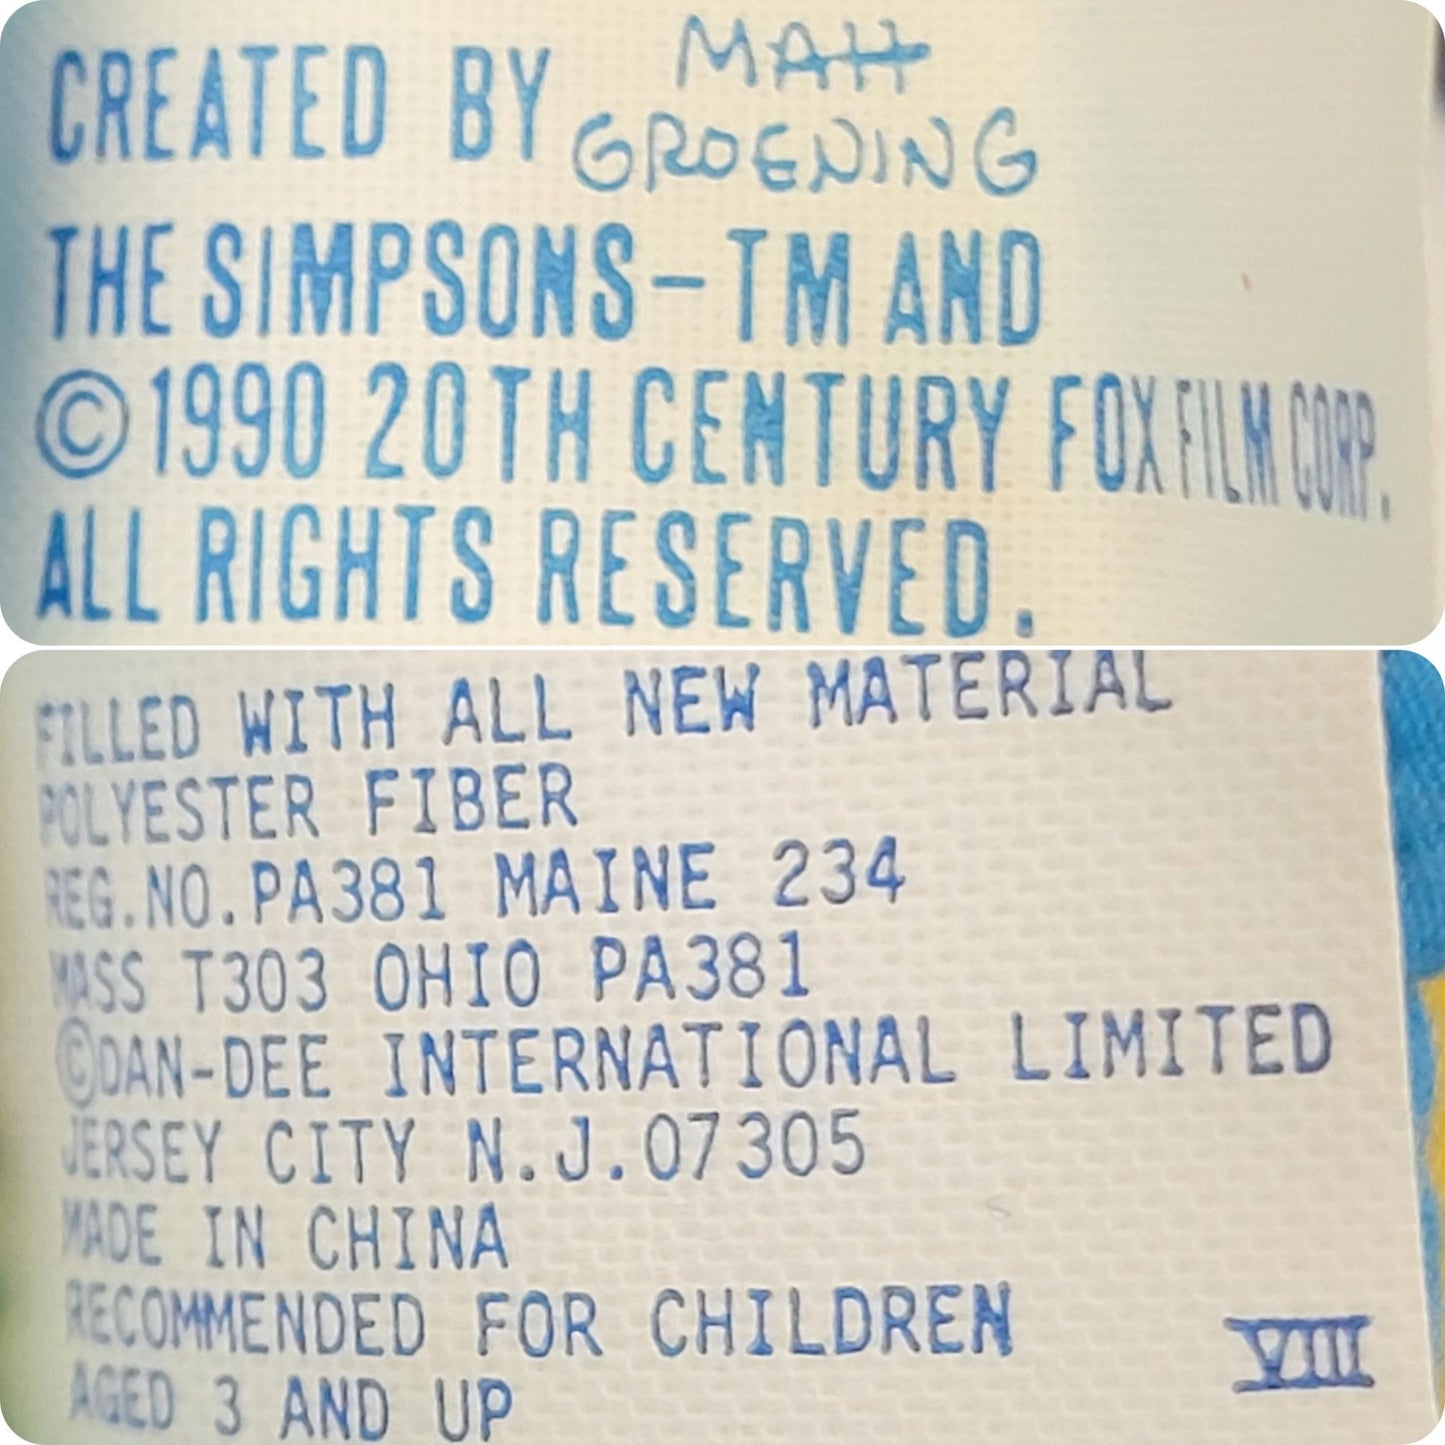 CREATED BY MATT
GROENING
THE SIMPSONS-TM AND
©1990 20TH CENTURY FOX FILM CORP.
ALL RIGHTS RESERVED.
FILLED WITH ALL NEW MATERIAL
POLYESTER FIBER
REG.NO.PA381 MAINE 234
MASS T303 OHIO PA381
©DAN-DEE INTERNATIONAL LIMITED
JERSEY CITY N.J.07305
MADE IN CHINA
RECOMMENDED FOR CHILDREN
AGED 3 AND UP
VIII